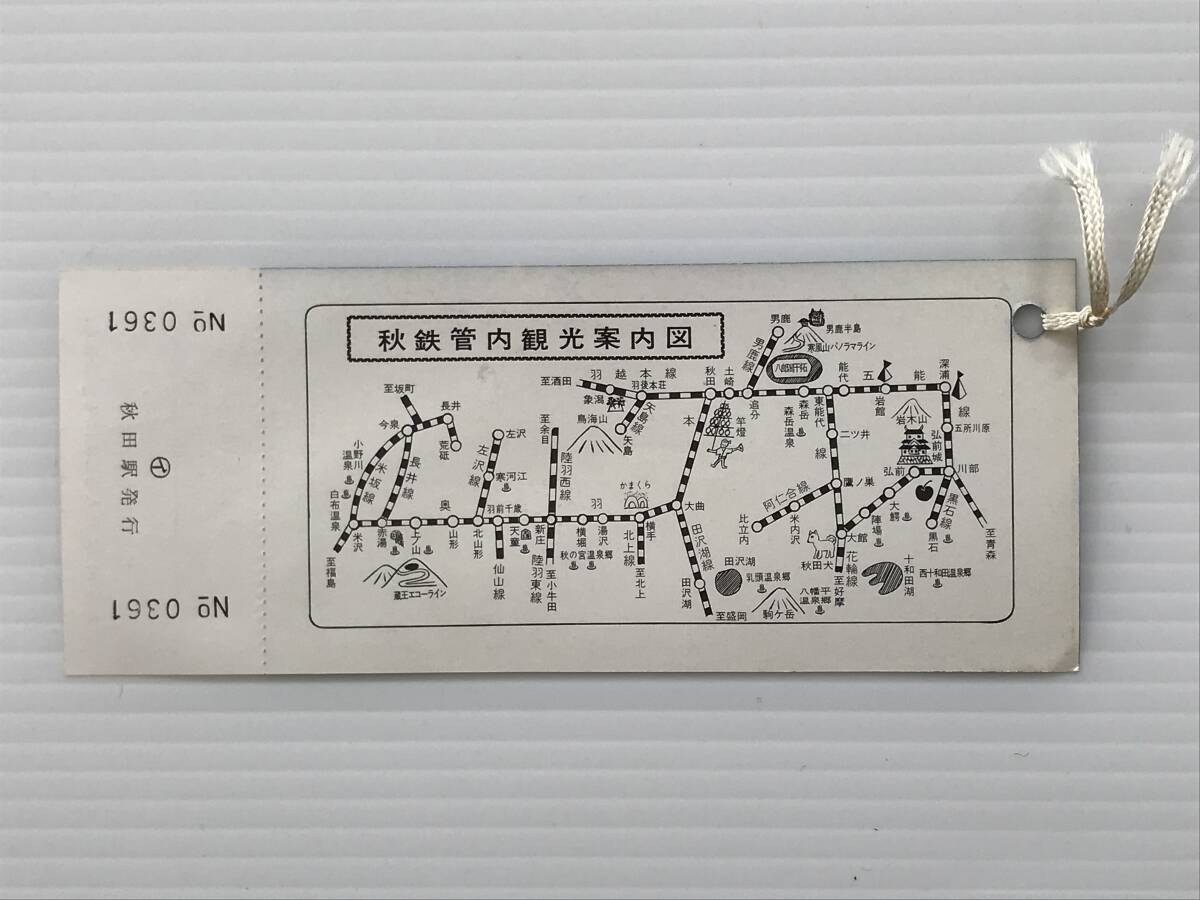 秋鉄管内観光案内図
№ 0361
秋田駅発行
№ 0361
至酒田
羽越本線
象潟
羽後本荘
矢島線
矢島
鳥海山
秋田
土崎
追分
男鹿線
男鹿
男鹿半島
寒風山パノラマライン
八郎潟干拓
森岳
森岳温泉
東能代
能代
五能線
岩館
深浦
岩木山
五所川原
弘前城
弘前
川部
黒石線
黒石
至青森
竿燈
二ツ井
鷹ノ巣
阿仁合線
米内沢
比立内
秋田犬
大館
花輪線
至好摩
陣場
大鰐
十和田湖
西十和田温泉郷
八幡平温泉郷
乳頭温泉郷
田沢湖
駒ケ岳
至盛岡
田沢湖
田沢湖線
大曲
奥羽本線
かまくら
横手
北上線
至北上
湯沢
横堀
秋の宮温泉郷
至余目
陸羽西線
新庄
陸羽東線
至小牛田
羽前千歳
天童
仙山線
北山形
左沢線
左沢
寒河江
山形
上ノ山
蔵王エコーライン
赤湯
長井線
長井
荒砥
今泉
至坂町
米坂線
小野川温泉
白布温泉
米沢
至福島